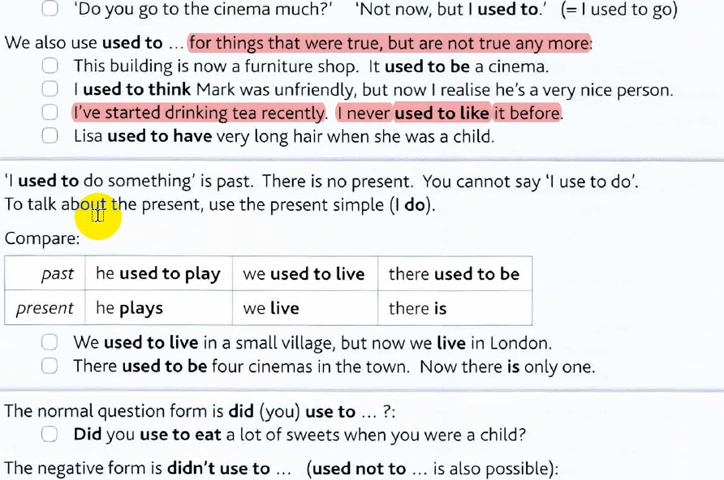 'Do you go to the cinema much?' 'Not now, but I used to.' (= I used to go)
We also use used to ... for things that were true, but are not true any more:
This building is now a furniture shop. It used to be a cinema.
I used to think Mark was unfriendly, but now I realise he's a very nice person.
I've started drinking tea recently. I never used to like it before.
Lisa used to have very long hair when she was a child.
'I used to do something' is past. There is no present. You cannot say 'I use to do'.
To talk about the present, use the present simple (I do).
Compare:
past he used to play we used to live there used to be
present he plays we live there is
We used to live in a small village, but now we live in London.
There used to be four cinemas in the town. Now there is only one.
The normal question form is did (you) use to ... ?:
Did you use to eat a lot of sweets when you were a child?
The negative form is didn't use to ... (used not to ... is also possible):